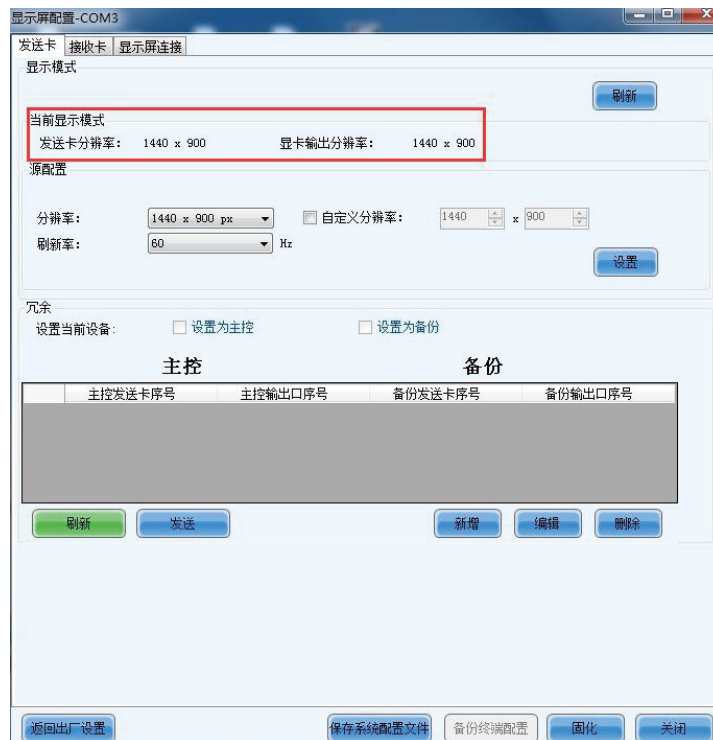 显示屏配置-COM3
发送卡 接收卡 显示屏连接
显示模式
刷新
当前显示模式
发送卡分辨率: 1440 x 900 显卡输出分辨率: 1440 x 900
源配置
分辨率: 1440 x 900 px 自定义分辨率: 1440 x 900
刷新率: 60 Hz
设置
冗余
设置当前设备: 设置为主控 设置为备份
主控 备份
主控发送卡序号 主控输出口序号 备份发送卡序号 备份输出口序号
刷新 发送 新增 编辑 删除
返回出厂设置 保存系统配置文件 备份终端配置 固化 关闭